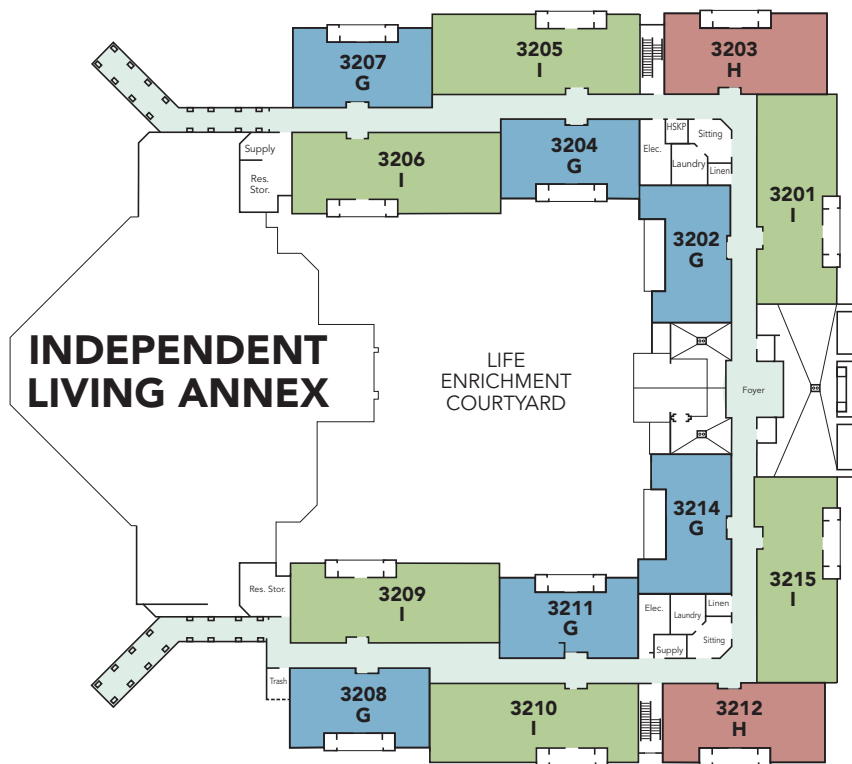 3207
G
3205
I
3203
H
3206
I
3204
G
Supply
Res.
Stor.
Elec.
HSKP
Sitting
Laundry
Linen
3201
I
3202
G
INDEPENDENT
LIVING ANNEX
LIFE
ENRICHMENT
COURTYARD
Foyer
3214
G
3215
I
Res. Stor.
3209
I
3211
G
Elec.
Laundry
Linen
Sitting
Supply
Trash
3208
G
3210
I
3212
H